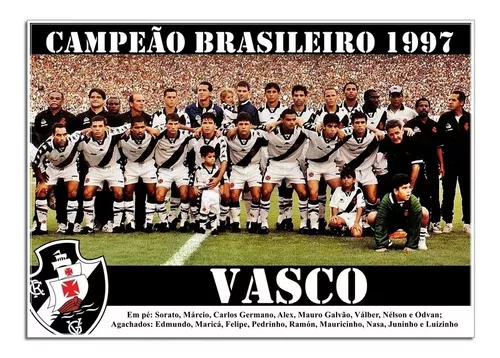 CAMPEÃO BRASILEIRO 1997
VASCO
Em pé: Sorato, Márcio, Carlos Germano, Alex, Mauro Galvão, Válber, Nélson e Odvan;
Agachados: Edmundo, Maricá, Felipe, Pedrinho, Ramón, Mauricinho, Nasa, Juninho e Luizinho